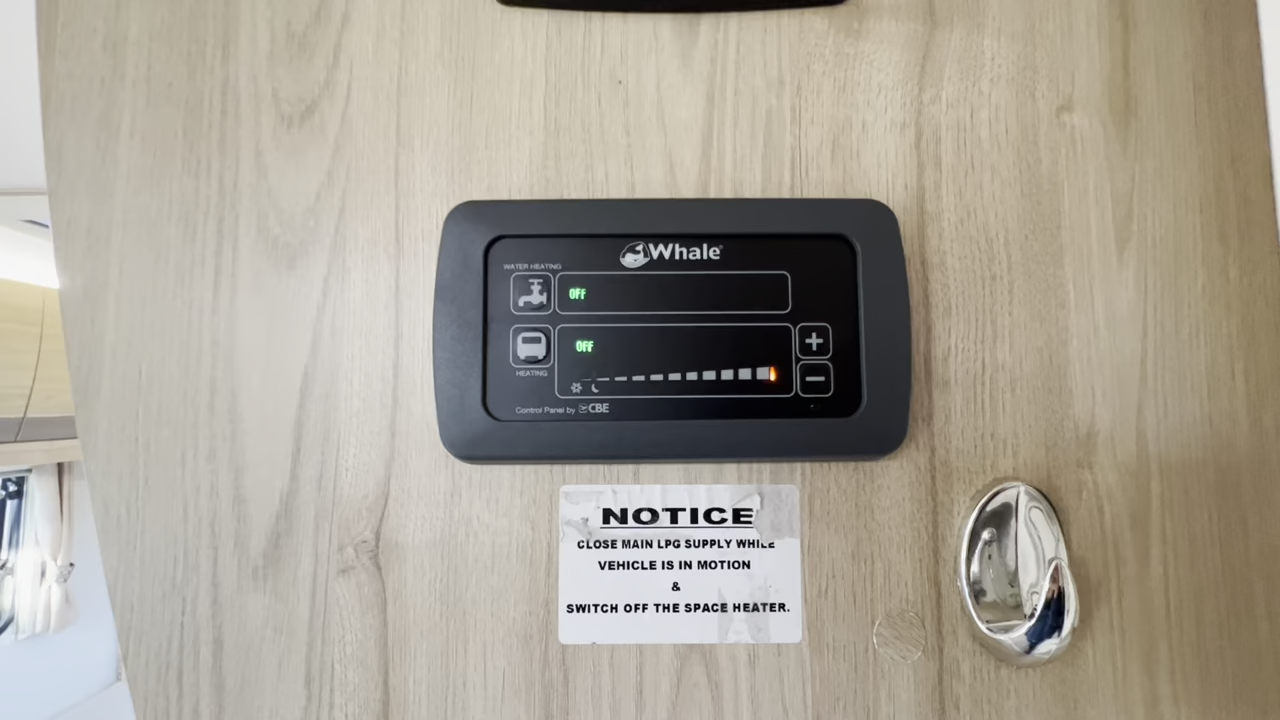 Whale
WATER HEATING
OFF
OFF
HEATING
Control Panel by CBE
NOTICE
CLOSE MAIN LPG SUPPLY WHILE
VEHICLE IS IN MOTION
&
SWITCH OFF THE SPACE HEATER.